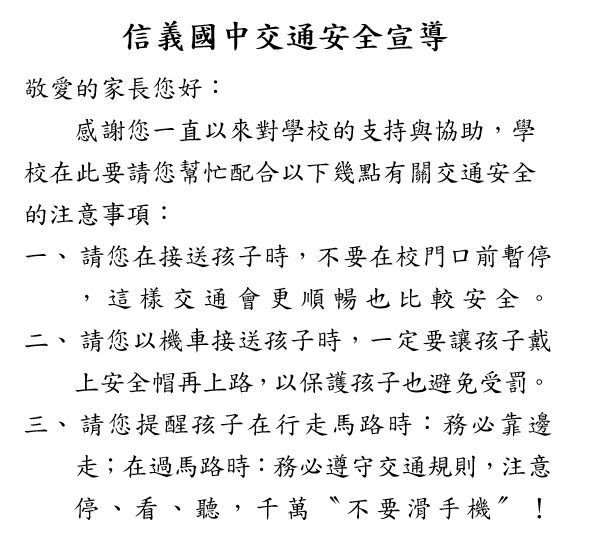 信義國中交通安全宣導
敬愛的家長您好：
感謝您一直以來對學校的支持與協助，學
校在此要請您幫忙配合以下幾點有關交通安全
的注意事項：
一、請您在接送孩子時，不要在校門口前暫停
，這樣交通會更順暢也比較安全。
二、請您以機車接送孩子時，一定要讓孩子戴
上安全帽再上路，以保護孩子也避免受罰。
三、請您提醒孩子在行走馬路時：務必靠邊
走；在過馬路時：務必遵守交通規則，注意
停、看、聽，千萬〝不要滑手機〞！